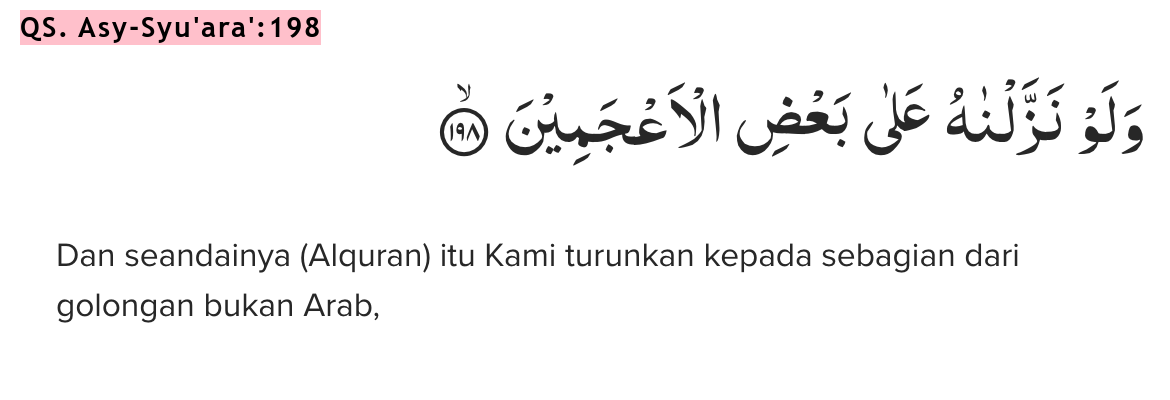 QS. Asy-Syu'ara':198
وَلَوْ نَزَّلْنٰهُ عَلٰى بَعْضِ الْاَعْجَمِيْنَ ۙ ١٩٨
Dan seandainya (Alquran) itu Kami turunkan kepada sebagian dari
golongan bukan Arab,